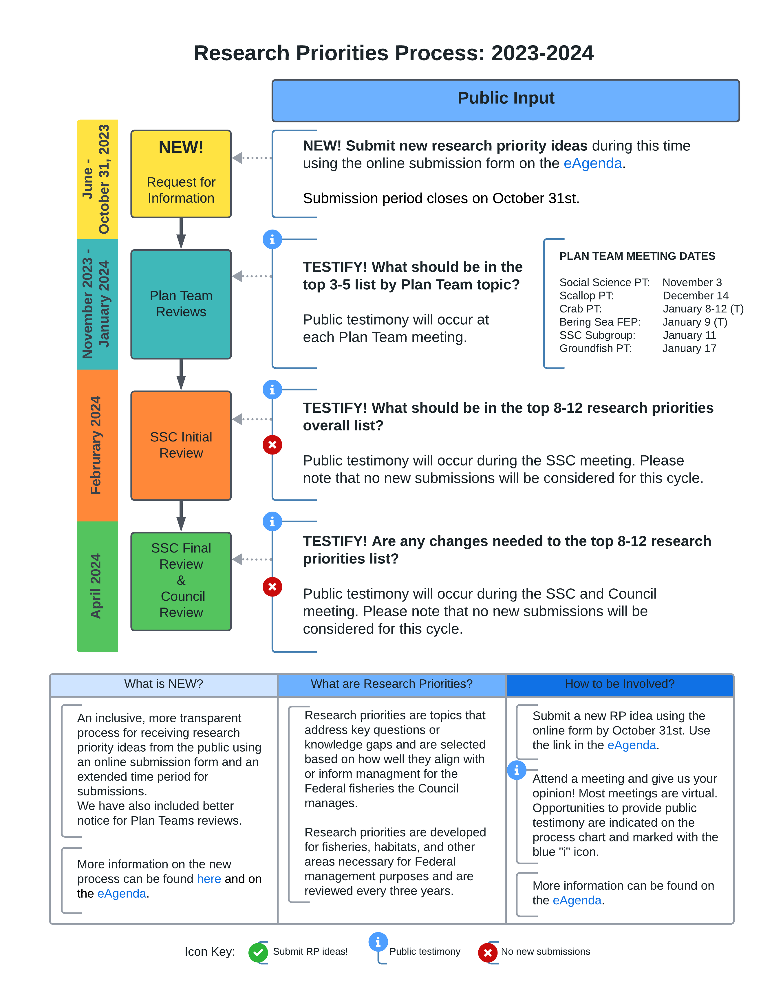 Research Priorities Process: 2023-2024
Public Input
June -
October 31, 2023
NEW!
Request for
Information
NEW! Submit new research priority ideas during this time
using the online submission form on the eAgenda.
Submission period closes on October 31st.
November 2023 -
January 2024
Plan Team
Reviews
TESTIFY! What should be in the
top 3-5 list by Plan Team topic?
Public testimony will occur at
each Plan Team meeting.
PLAN TEAM MEETING DATES
Social Science PT: November 3
Scallop PT: December 14
Crab PT: January 8-12 (T)
Bering Sea FEP: January 9 (T)
SSC Subgroup: January 11
Groundfish PT: January 17
Februrary 2024
SSC Initial
Review
TESTIFY! What should be in the top 8-12 research priorities
overall list?
Public testimony will occur during the SSC meeting. Please
note that no new submissions will be considered for this cycle.
April 2024
SSC Final
Review
&
Council
Review
TESTIFY! Are any changes needed to the top 8-12 research
priorities list?
Public testimony will occur during the SSC and Council
meeting. Please note that no new submissions will be
considered for this cycle.
What is NEW?
An inclusive, more transparent
process for receiving research
priority ideas from the public using
an online submission form and an
extended time period for
submissions.
We have also included better
notice for Plan Teams reviews.
More information on the new
process can be found here and on
the eAgenda.
What are Research Priorities?
Research priorities are topics that
address key questions or
knowledge gaps and are selected
based on how well they align with
or inform managment for the
Federal fisheries the Council
manages.
Research priorities are developed
for fisheries, habitats, and other
areas necessary for Federal
management purposes and are
reviewed every three years.
How to be Involved?
Submit a new RP idea using the
online form by October 31st. Use
the link in the eAgenda.
Attend a meeting and give us your
opinion! Most meetings are virtual.
Opportunities to provide public
testimony are indicated on the
process chart and marked with the
blue "i" icon.
More information can be found on
the eAgenda.
Icon Key: Submit RP ideas! Public testimony No new submissions